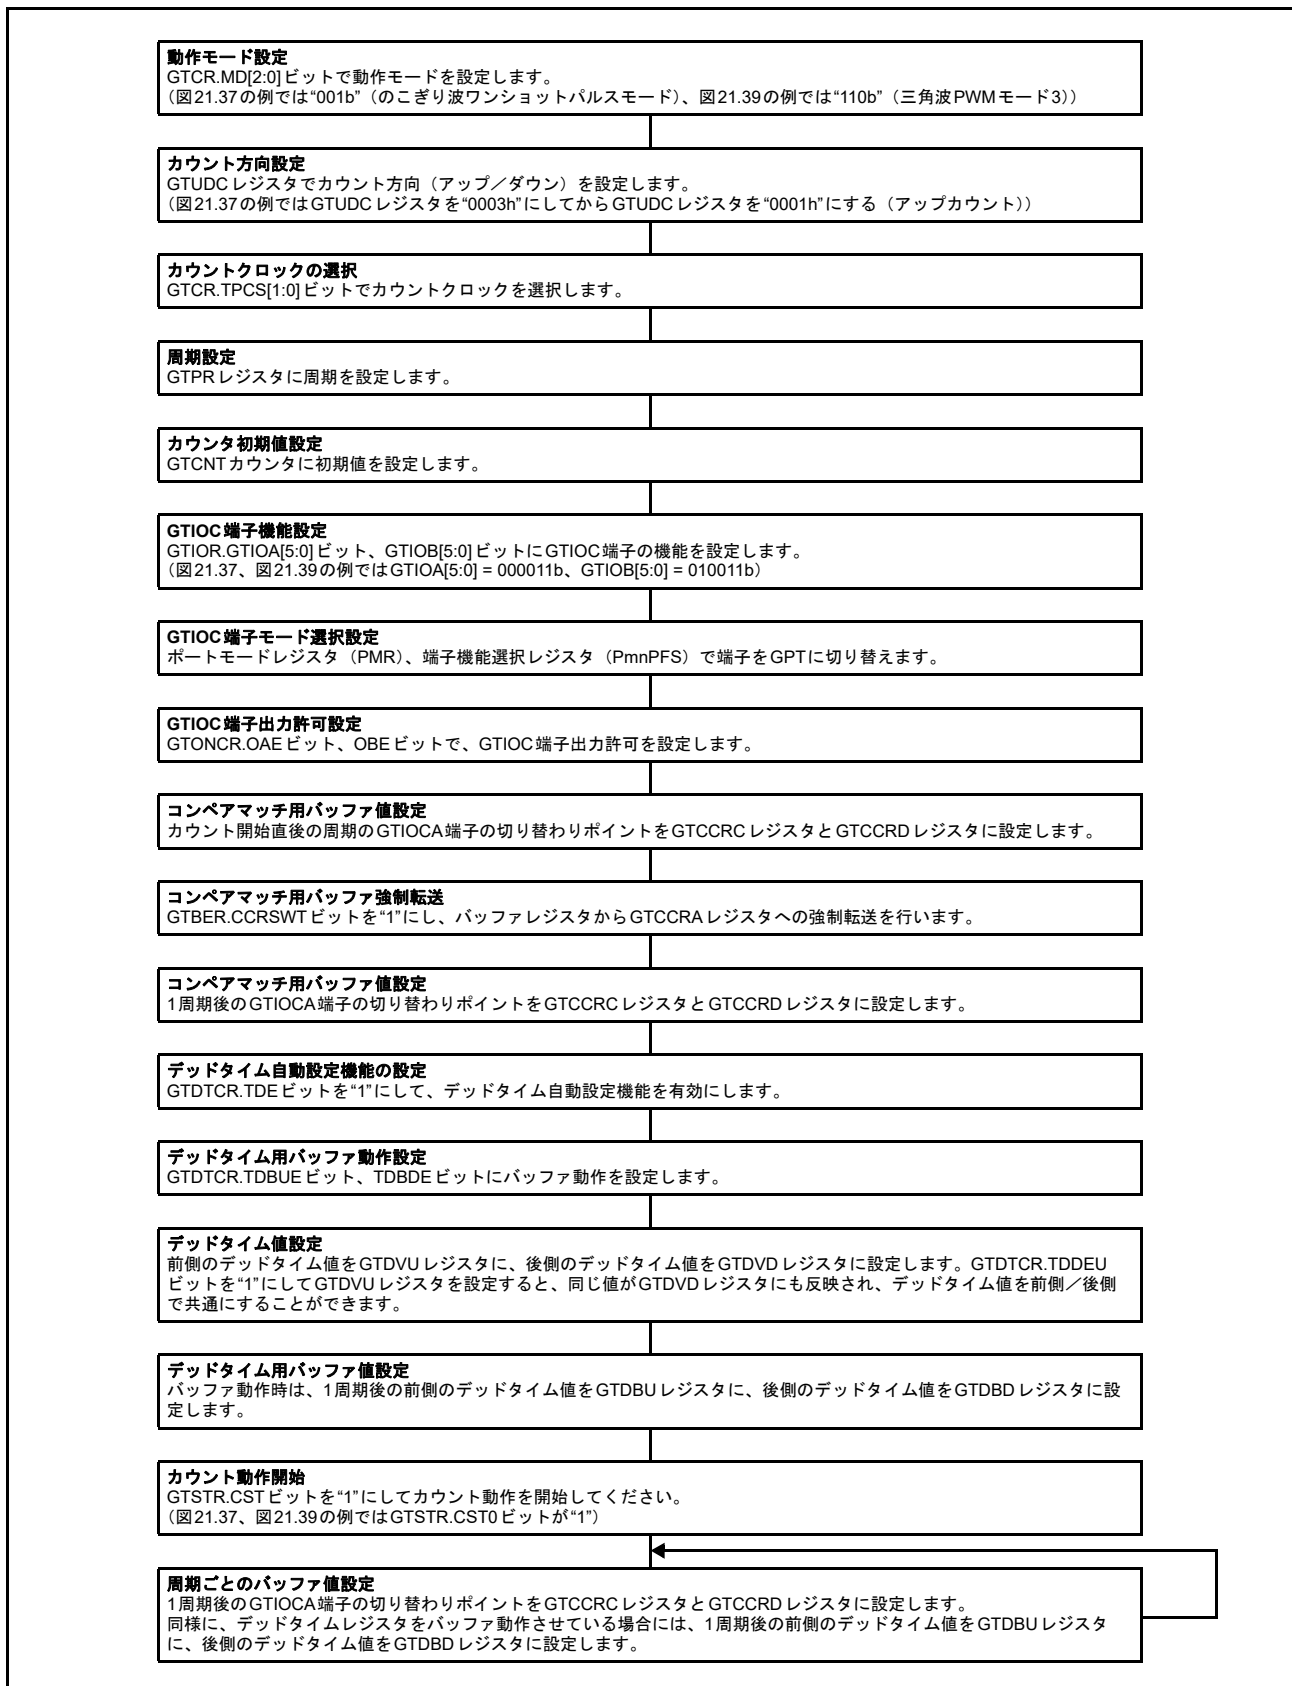 動作モード設定
GTCR.MD[2:0]ビットで動作モードを設定します。
（図21.37の例では“001b”（のこぎり波ワンショットパルスモード）、図21.39の例では“110b”（三角波PWMモード3））
カウント方向設定
GTUDCレジスタでカウント方向（アップ／ダウン）を設定します。
（図21.37の例ではGTUDCレジスタを“0003h”にしてからGTUDCレジスタを“0001h”にする（アップカウント））
カウントクロックの選択
GTCR.TPCS[1:0]ビットでカウントクロックを選択します。
周期設定
GTPRレジスタに周期を設定します。
カウンタ初期値設定
GTCNTカウンタに初期値を設定します。
GTIOC端子機能設定
GTIOR.GTIOA[5:0]ビット、GTIOB[5:0]ビットにGTIOC端子の機能を設定します。
（図21.37、図21.39の例ではGTIOA[5:0] = 000011b、GTIOB[5:0] = 010011b）
GTIOC端子モード選択設定
ポートモードレジスタ（PMR）、端子機能選択レジスタ（PmnPFS）で端子をGPTに切り替えます。
GTIOC端子出力許可設定
GTONCR.OAEビット、OBEビットで、GTIOC端子出力許可を設定します。
コンペアマッチ用バッファ値設定
カウント開始直後の周期のGTIOCA端子の切り替わりポイントをGTCCRCレジスタとGTCCRDレジスタに設定します。
コンペアマッチ用バッファ強制転送
GTBER.CCRSWTビットを“1”にし、バッファレジスタからGTCCRAレジスタへの強制転送を行います。
コンペアマッチ用バッファ値設定
1周期後のGTIOCA端子の切り替わりポイントをGTCCRCレジスタとGTCCRDレジスタに設定します。
デッドタイム自動設定機能の設定
GTDTCR.TDEビットを“1”にして、デッドタイム自動設定機能を有効にします。
デッドタイム用バッファ動作設定
GTDTCR.TDBUEビット、TDBDEビットにバッファ動作を設定します。
デッドタイム値設定
前側のデッドタイム値をGTDVUレジスタに、後側のデッドタイム値をGTDVDレジスタに設定します。GTDTCR.TDDEU
ビットを“1”にしてGTDVUレジスタを設定すると、同じ値がGTDVDレジスタにも反映され、デッドタイム値を前側／後側
で共通にすることができます。
デッドタイム用バッファ値設定
バッファ動作時は、1周期後の前側のデッドタイム値をGTDBUレジスタに、後側のデッドタイム値をGTDBDレジスタに設
定します。
カウント動作開始
GTSTR.CSTビットを“1”にしてカウント動作を開始してください。
（図21.37、図21.39の例ではGTSTR.CST0ビットが“1”）
周期ごとのバッファ値設定
1周期後のGTIOCA端子の切り替わりポイントをGTCCRCレジスタとGTCCRDレジスタに設定します。
同様に、デッドタイムレジスタをバッファ動作させている場合には、1周期後の前側のデッドタイム値をGTDBUレジスタ
に、後側のデッドタイム値をGTDBDレジスタに設定します。